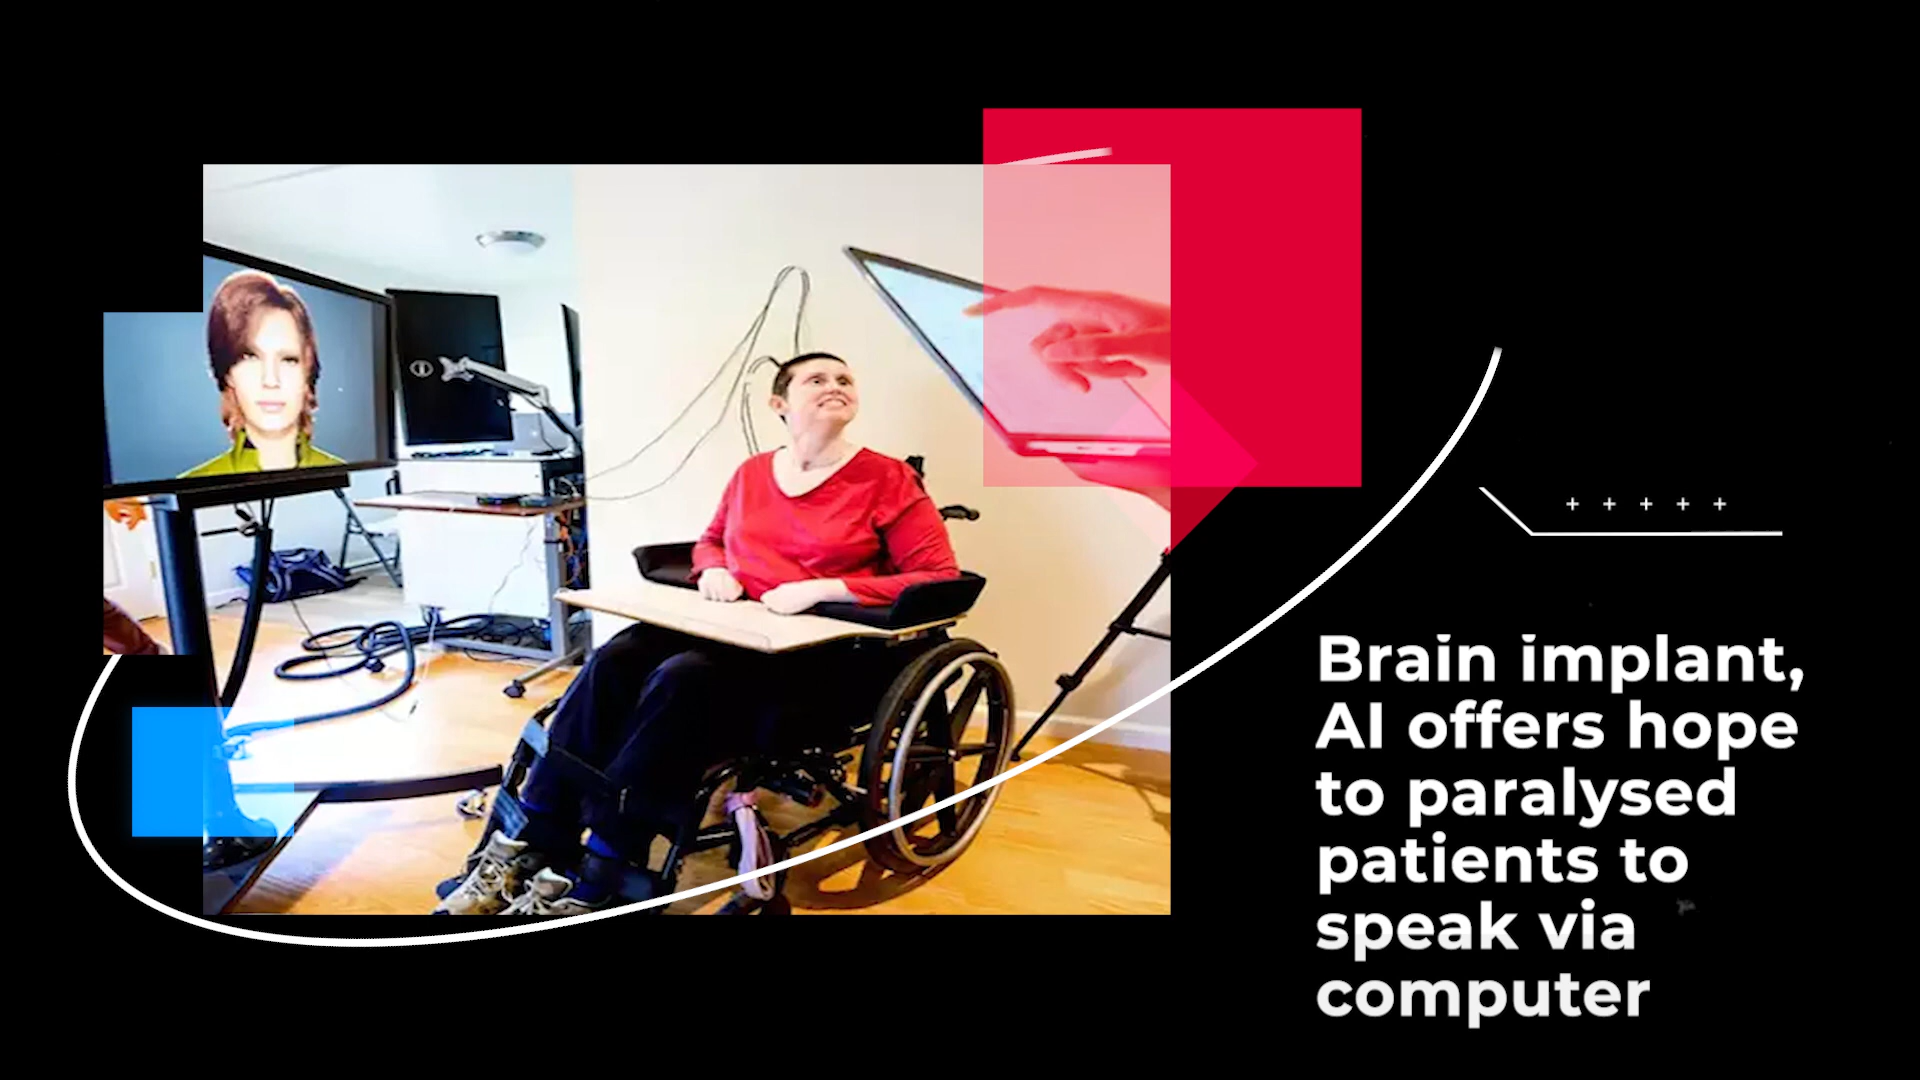 Brain implant,
AI offers hope
to paralysed
patients to
speak via
computer